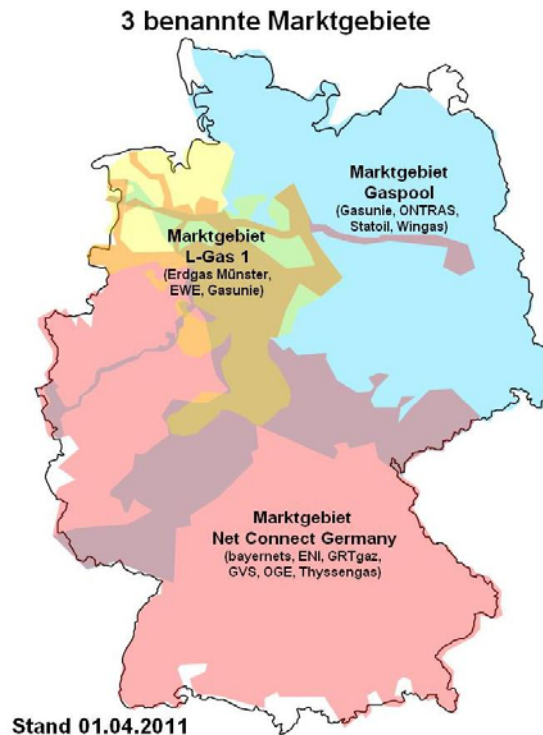 3 benannte Marktgebiete
Marktgebiet
Gaspool
(Gasunie, ONTRAS,
Statoil, Wingas)
Marktgebiet
L-Gas 1
(Erdgas Münster,
EWE, Gasunie)
Marktgebiet
Net Connect Germany
(bayernets, ENI, GRTgaz,
GVS, OGE, Thyssengas)
Stand 01.04.2011